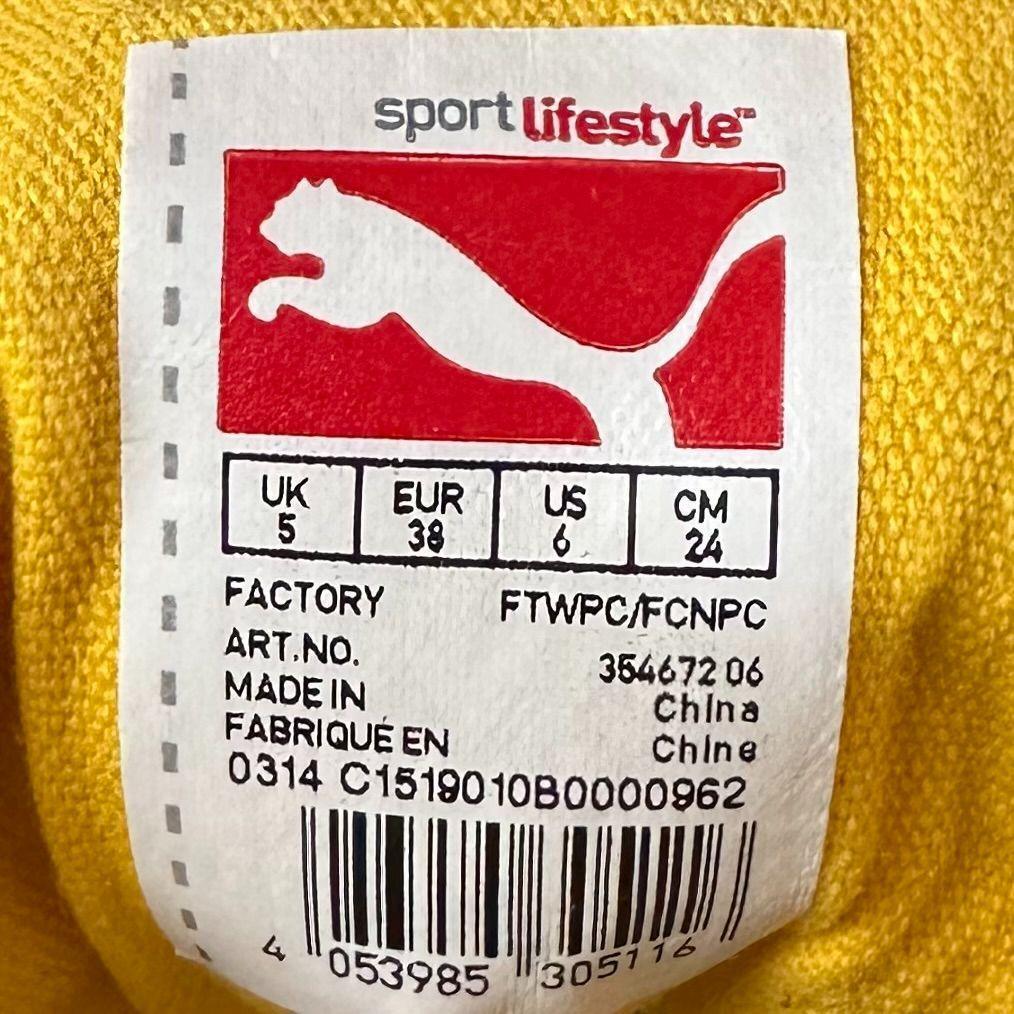 sport lifestyle™
UK EUR US CM
5 38 6 24
FACTORY FTWPC/FCNPC
ART.NO. 354672 06
MADE IN China
FABRIQUÉ EN Chine
0314 C1519010B0000962
4 053985 305116